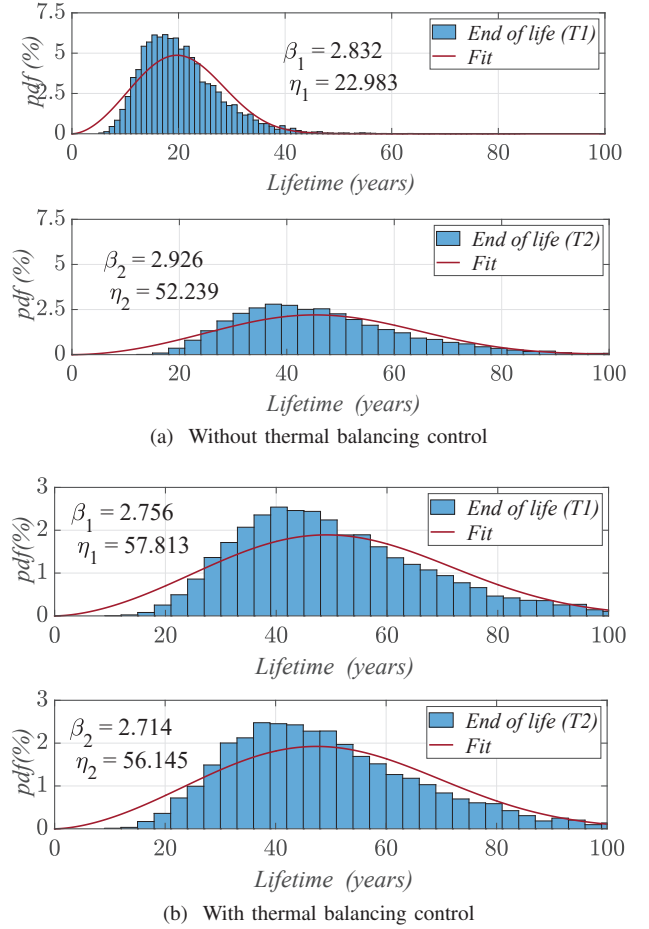 7.5
5.0
2.5
0
pdf (%)
β1 = 2.832
η1 = 22.983
End of life (T1)
Fit
0 20 40 60 80 100
Lifetime (years)
7.5
5
2.5
0
pdf (%)
β2 = 2.926
η2 = 52.239
End of life (T2)
Fit
0 20 40 60 80 100
Lifetime (years)
(a) Without thermal balancing control
3
2
1
0
pdf(%)
β1 = 2.756
η1 = 57.813
End of life (T1)
Fit
0 20 40 60 80 100
Lifetime (years)
3
2
1
0
pdf(%)
β2 = 2.714
η2 = 56.145
End of life (T2)
Fit
0 20 40 60 80 100
Lifetime (years)
(b) With thermal balancing control